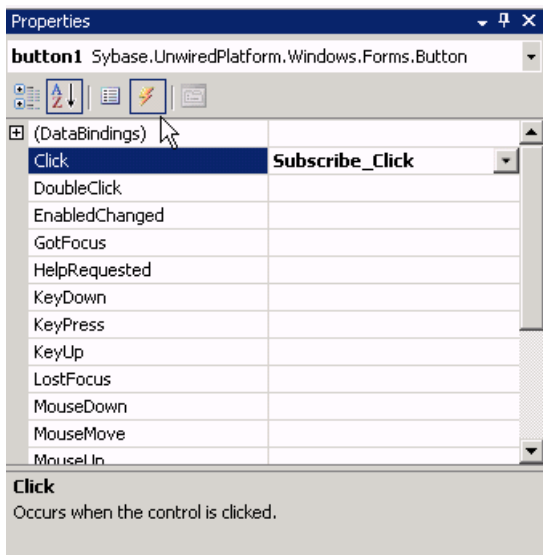 Properties
button1 Sybase.UnwiredPlatform.Windows.Forms.Button
(DataBindings)
Click Subscribe_Click
DoubleClick
EnabledChanged
GotFocus
HelpRequested
KeyDown
KeyPress
KeyUp
LostFocus
MouseDown
MouseMove
MouseUp
Click
Occurs when the control is clicked.